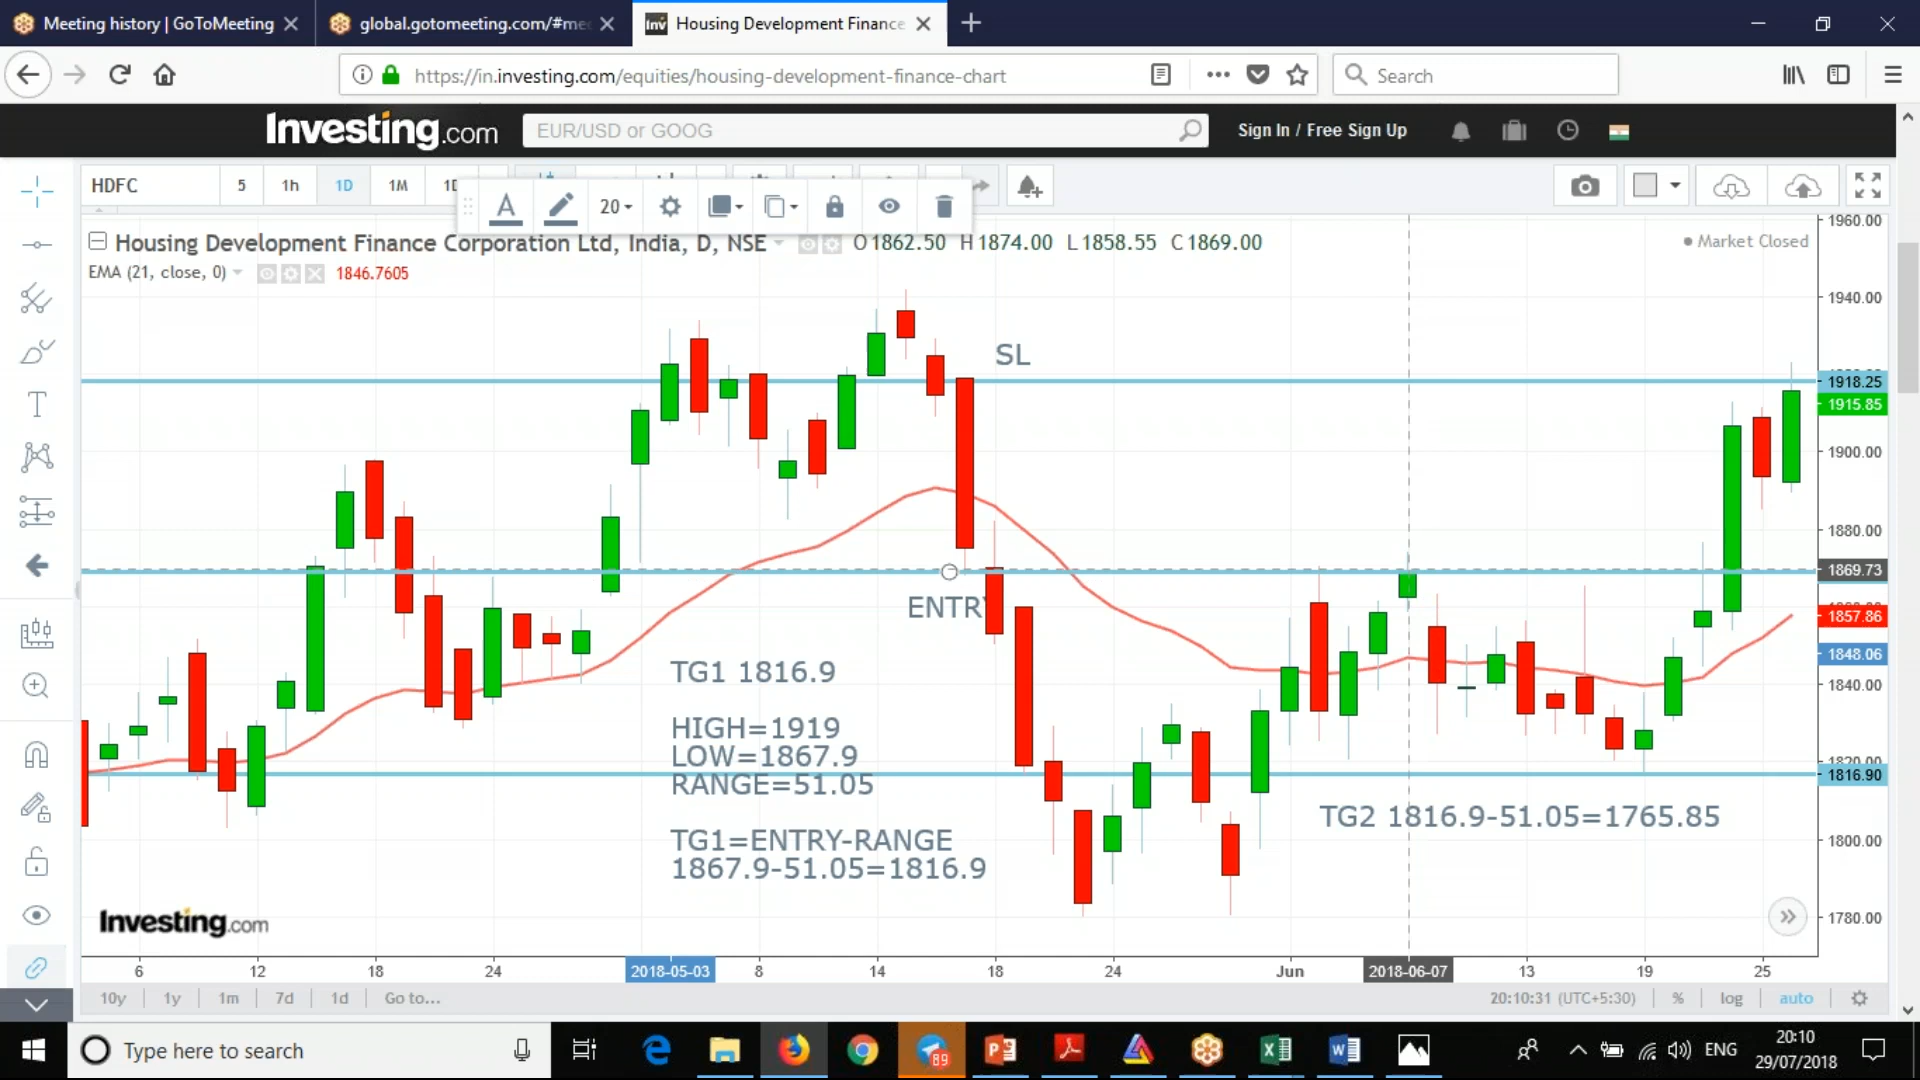 Meeting history | GoToMeeting
global.gotomeeting.com/#me
Housing Development Finance
https://in.investing.com/equities/housing-development-finance-chart
Search
Investing.com
EUR/USD or GOOG
Sign In / Free Sign Up
HDFC 5 1h 1D 1M
20
Housing Development Finance Corporation Ltd, India, D, NSE O1862.50 H1874.00 L1858.55 C1869.00
Market Closed
EMA (21, close, 0) 1846.7605
1960.00
1940.00
1918.25
1915.85
1900.00
1880.00
1869.73
1857.86
1848.06
1840.00
1820.00
1816.90
1800.00
1780.00
SL
ENTRY
TG1 1816.9
HIGH=1919
LOW=1867.9
RANGE=51.05
TG1=ENTRY-RANGE
1867.9-51.05=1816.9
TG2 1816.9-51.05=1765.85
Investing.com
6 12 18 24 2018-05-03 8 14 18 24 Jun 2018-06-07 13 19 25
10y 1y 1m 7d 1d Go to... 20:10:31 (UTC+5:30) % log auto
Type here to search
89
ENG
20:10
29/07/2018